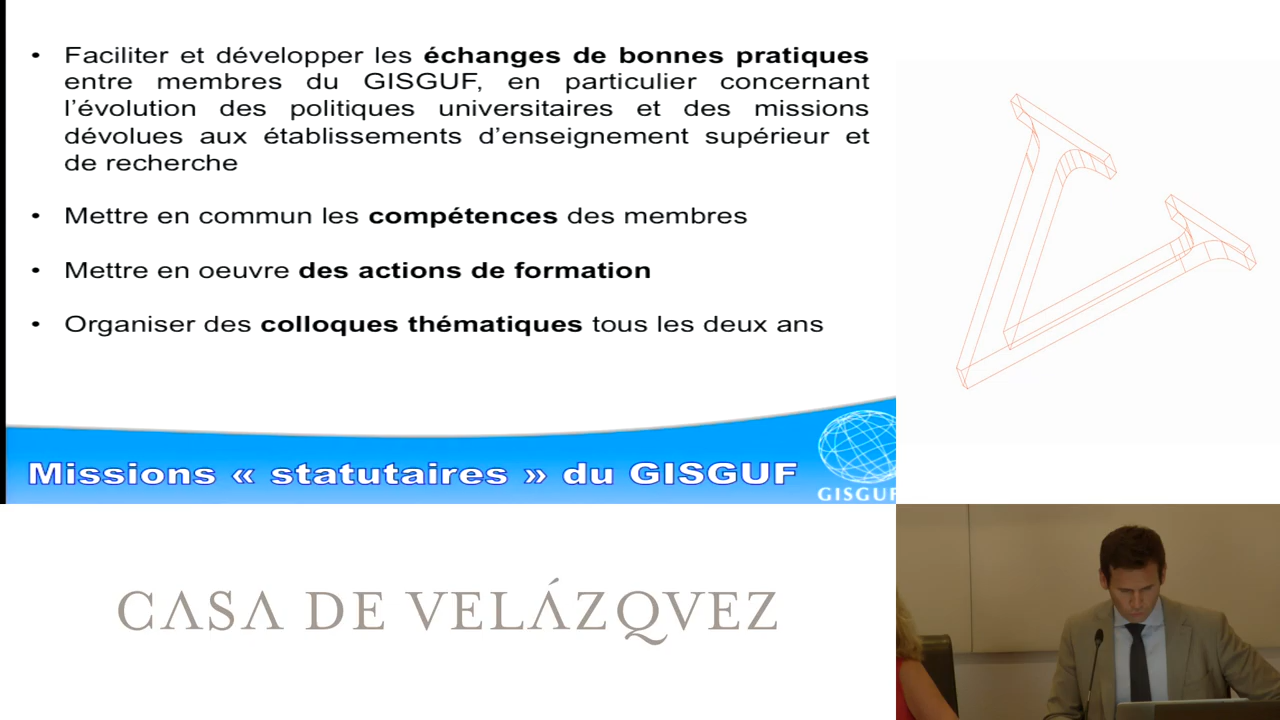 • Faciliter et développer les échanges de bonnes pratiques
entre membres du GISGUF, en particulier concernant
l’évolution des politiques universitaires et des missions
dévolues aux établissements d’enseignement supérieur et
de recherche
• Mettre en commun les compétences des membres
• Mettre en oeuvre des actions de formation
• Organiser des colloques thématiques tous les deux ans
Missions « statutaires » du GISGUF
GISGUF
CASA DE VELÁZQVEZ